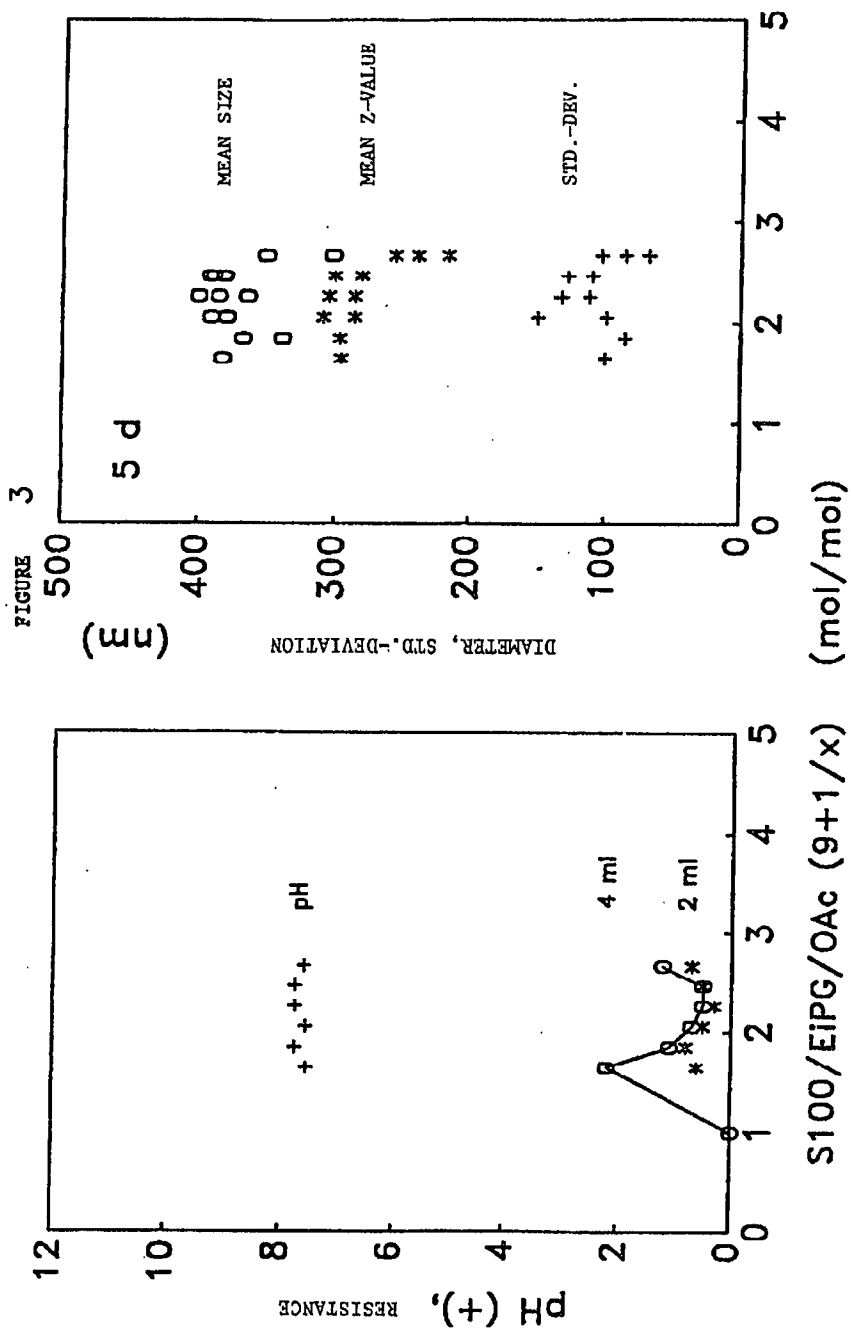 FIGURE 3
12
10
8
6
4
2
0
pH (+), RESISTANCE
pH
4 ml
2 ml
0 1 2 3 4 5
S100/EiPG/OAc (9+1/x) (mol/mol)
500
400
300
200
100
0
(nm)
DIAMETER, STD.-DEVIATION
5 d
MEAN SIZE
MEAN Z-VALUE
STD.-DEV.
0 1 2 3 4 5